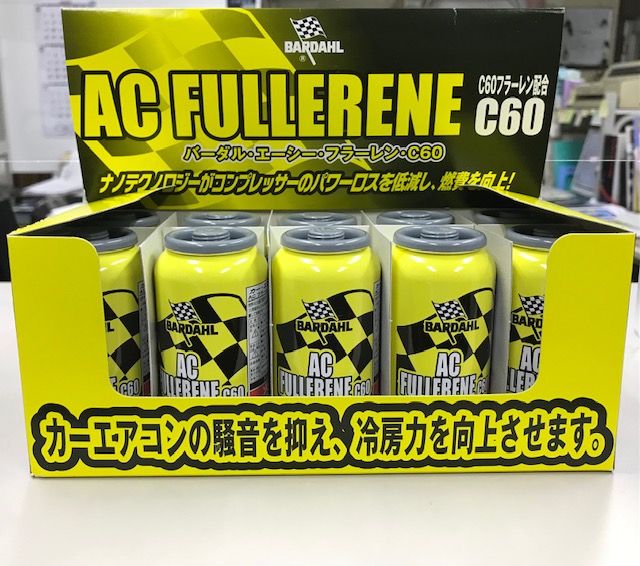 BARDAHL
®
AC FULLERENE
C60フラーレン配合
C60
バーダル・エーシー・フラーレン・C60
ナノテクノロジーがコンプレッサーのパワーロスを低減し、燃費を向上!
BARDAHL
BARDAHL
BARDAHL
BARDAHL
AC
FULLERENE C60
AC
FULLERENE C60
AC
FULLERENE C60
カーエアコンの騒音を抑え、冷房力を向上させます。